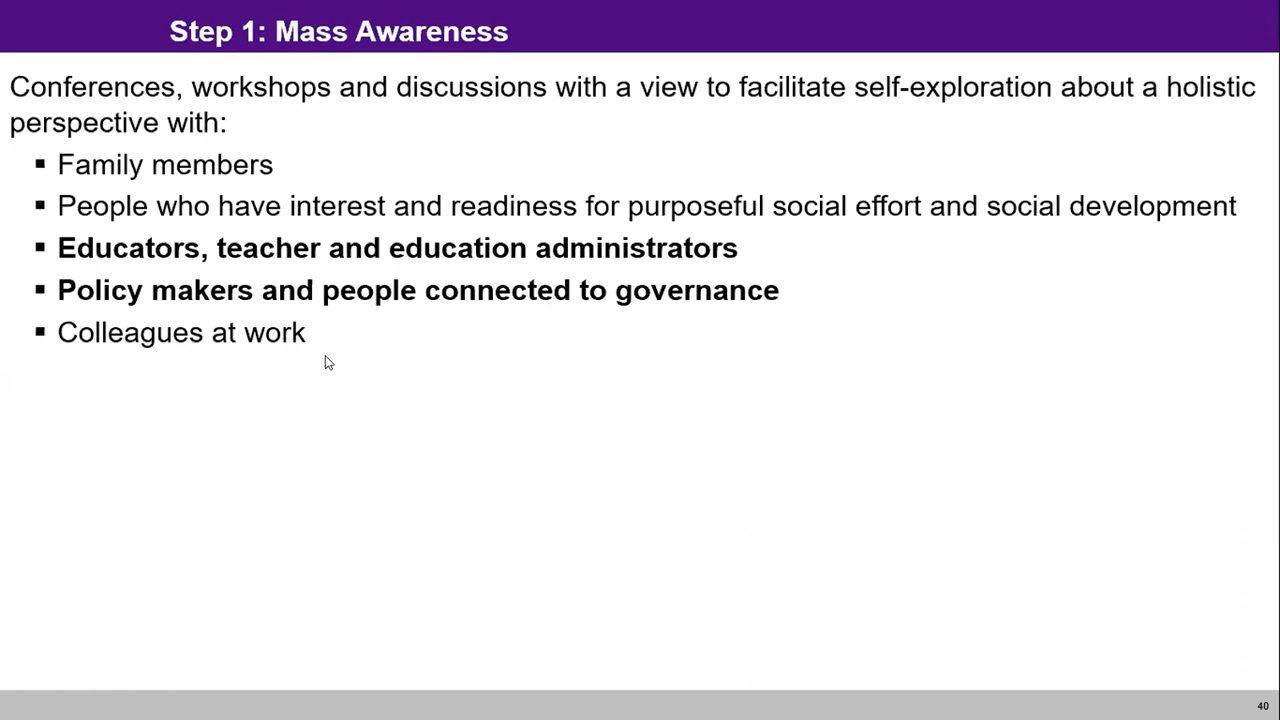 Step 1: Mass Awareness
Conferences, workshops and discussions with a view to facilitate self-exploration about a holistic
perspective with:
▪ Family members
▪ People who have interest and readiness for purposeful social effort and social development
▪ Educators, teacher and education administrators
▪ Policy makers and people connected to governance
▪ Colleagues at work
40